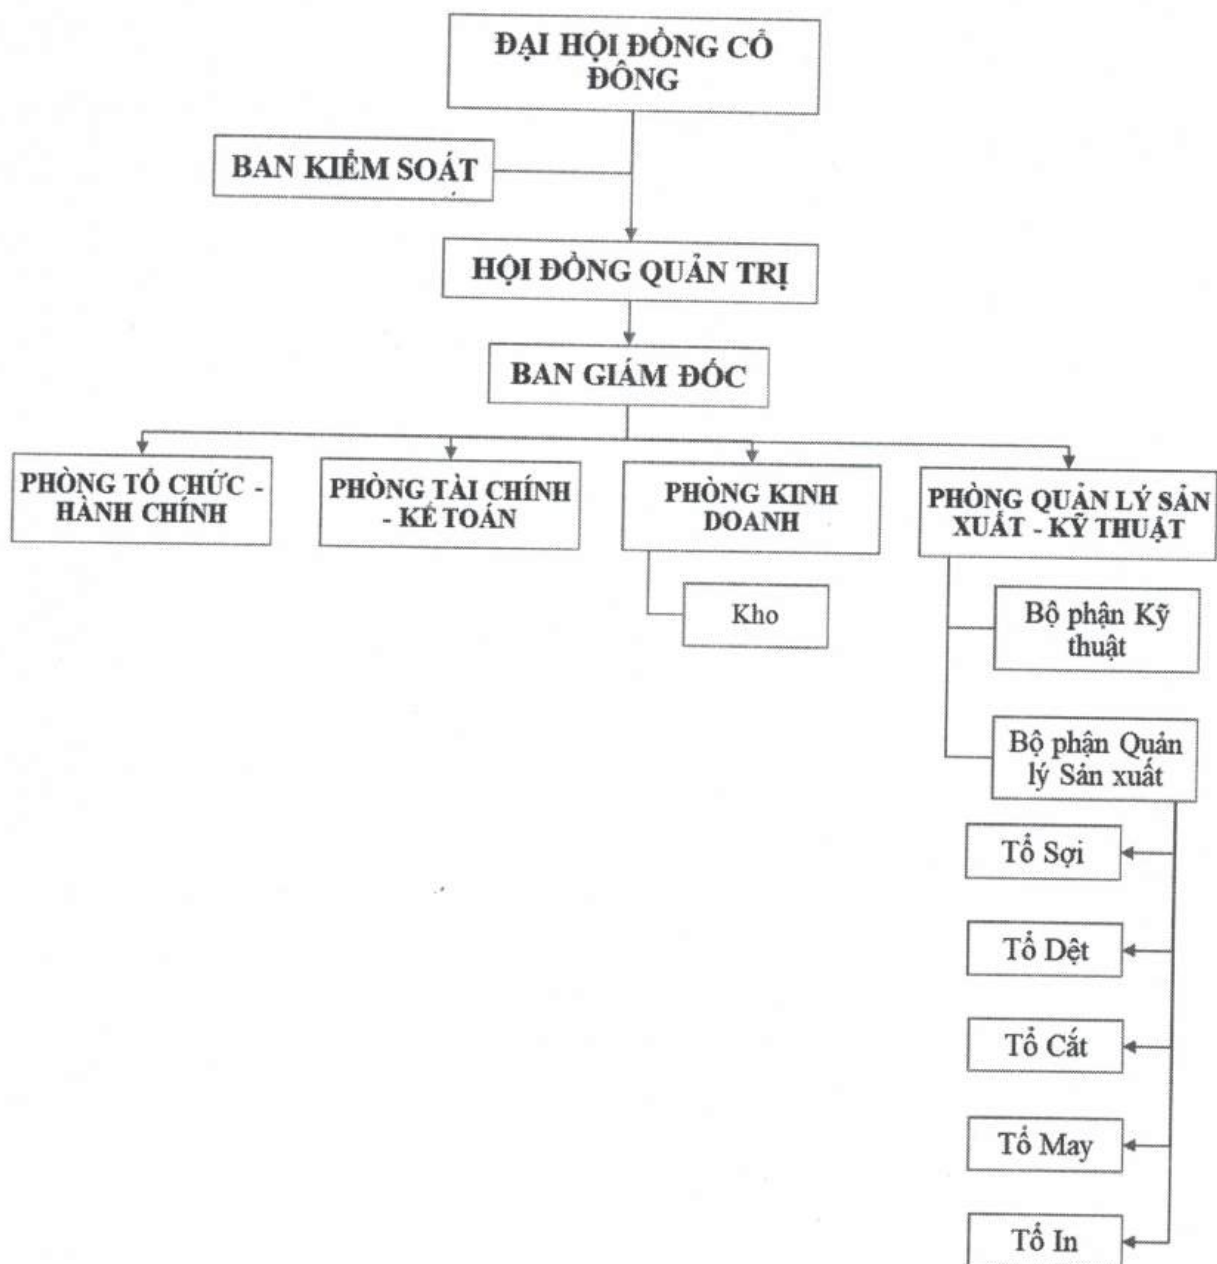 ĐẠI HỘI ĐỒNG CỔ
ĐÔNG
BAN KIỂM SOÁT
HỘI ĐỒNG QUẢN TRỊ
BAN GIÁM ĐỐC
PHÒNG TỔ CHỨC -
HÀNH CHÍNH
PHÒNG TÀI CHÍNH
- KẾ TOÁN
PHÒNG KINH
DOANH
PHÒNG QUẢN LÝ SẢN
XUẤT - KỸ THUẬT
Kho
Bộ phận Kỹ
thuật
Bộ phận Quản
lý Sản xuất
Tổ Sợi
Tổ Dệt
Tổ Cắt
Tổ May
Tổ In